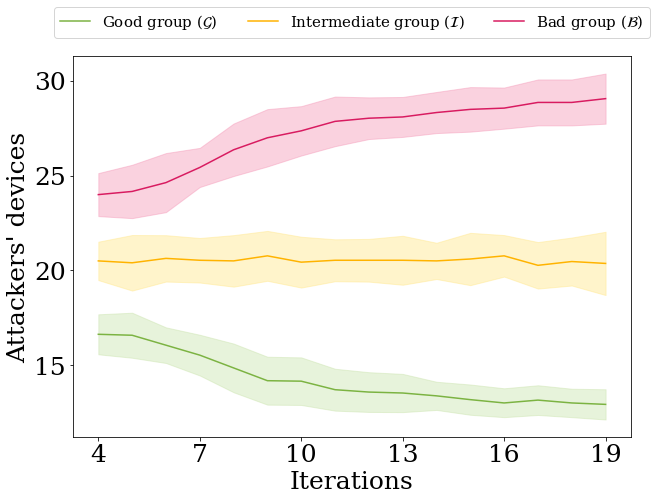 Good group (𝒢) Intermediate group (ℐ) Bad group (ℬ)
30
25
20
15
Attackers' devices
4 7 10 13 16 19
Iterations